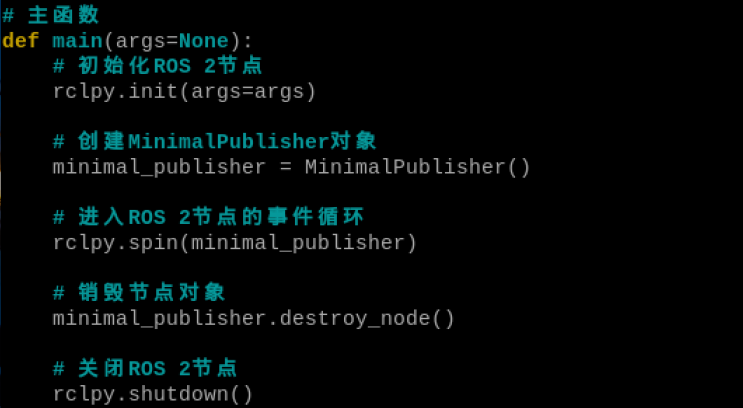 # 主函数
def main(args=None):
    # 初始化ROS 2节点
    rclpy.init(args=args)

    # 创建MinimalPublisher对象
    minimal_publisher = MinimalPublisher()

    # 进入ROS 2节点的事件循环
    rclpy.spin(minimal_publisher)

    # 销毁节点对象
    minimal_publisher.destroy_node()

    # 关闭ROS 2节点
    rclpy.shutdown()